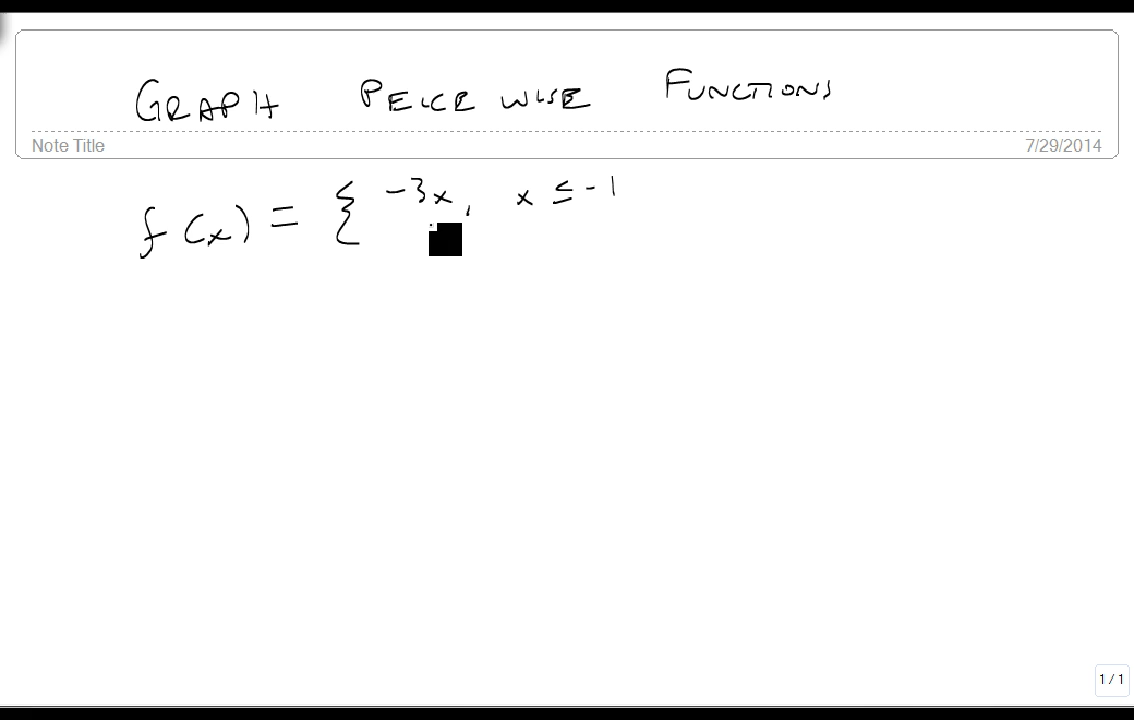 GRAPH PEICE WISE FUNCTIONS
Note Title 7/29/2014
f(x) = { -3x, x ≤ -1
1 / 1